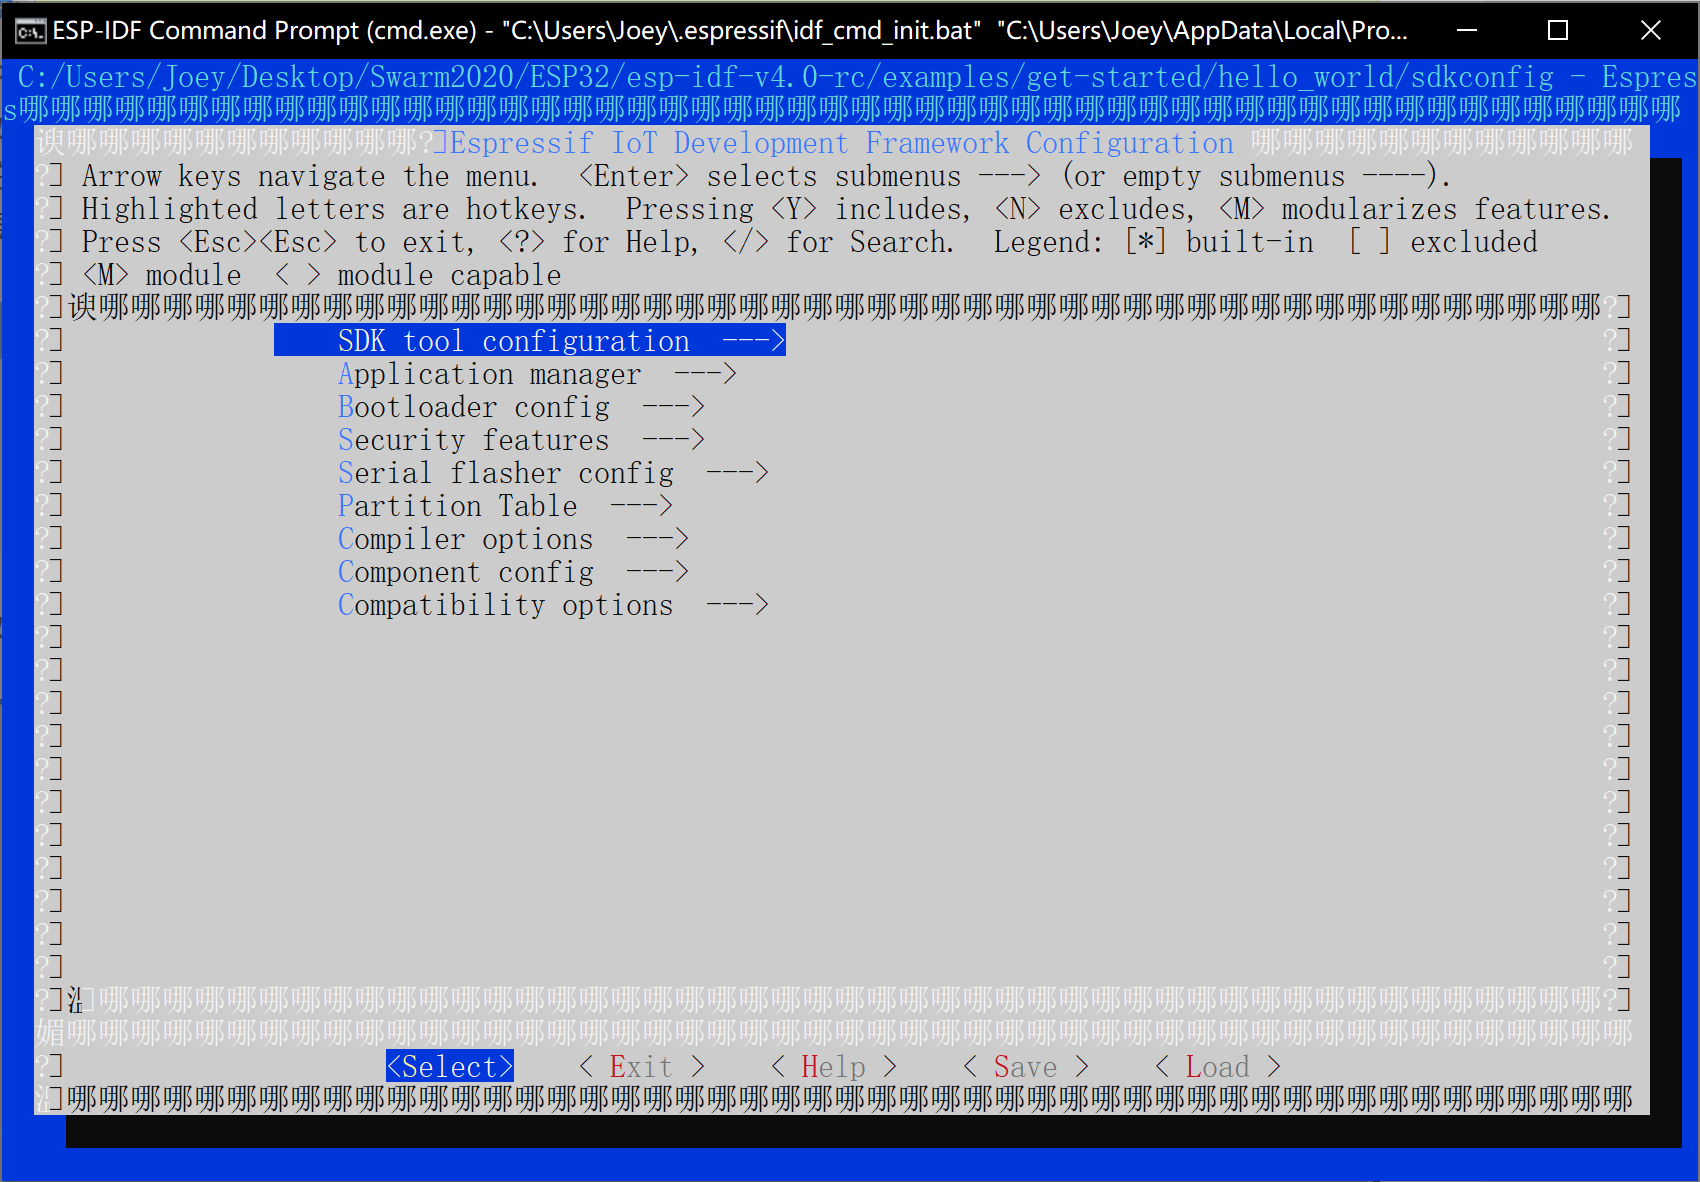 ESP-IDF Command Prompt (cmd.exe) - "C:\Users\Joey\.espressif\idf_cmd_init.bat" "C:\Users\Joey\AppData\Local\Pro...
C:/Users/Joey/Desktop/Swarm2020/ESP32/esp-idf-v4.0-rc/examples/get-started/hello_world/sdkconfig - Espres
s哪哪哪哪哪哪哪哪哪哪哪哪哪哪哪哪哪哪哪哪哪哪哪哪哪哪哪哪哪哪哪哪哪哪哪哪哪哪哪哪哪哪哪哪哪哪哪哪哪哪哪哪
谀哪哪哪哪哪哪哪哪哪哪哪?]Espressif IoT Development Framework Configuration 哪哪哪哪哪哪哪哪哪哪哪哪
?] Arrow keys navigate the menu.  <Enter> selects submenus ---> (or empty submenus ----).
?] Highlighted letters are hotkeys.  Pressing <Y> includes, <N> excludes, <M> modularizes features.
?] Press <Esc><Esc> to exit, <?> for Help, </> for Search.  Legend: [*] built-in  [ ] excluded
?] <M> module  < > module capable
?]谀哪哪哪哪哪哪哪哪哪哪哪哪哪哪哪哪哪哪哪哪哪哪哪哪哪哪哪哪哪哪哪哪哪哪哪哪哪哪哪哪哪哪哪哪哪哪哪?]
?] SDK tool configuration  ---> ?]
?] Application manager  ---> ?]
?] Bootloader config  ---> ?]
?] Security features  ---> ?]
?] Serial flasher config  ---> ?]
?] Partition Table  ---> ?]
?] Compiler options  ---> ?]
?] Component config  ---> ?]
?] Compatibility options  ---> ?]
?] ?]
?] ?]
?] ?]
?] ?]
?] ?]
?] ?]
?] ?]
?] ?]
?] ?]
?] ?]
?] ?]
?]哪哪哪哪哪哪哪哪哪哪哪哪哪哪哪哪哪哪哪哪哪哪哪哪哪哪哪哪哪哪哪哪哪哪哪哪哪哪哪哪哪哪哪哪哪哪哪?]
媚哪哪哪哪哪哪哪哪哪哪哪哪哪哪哪哪哪哪哪哪哪哪哪哪哪哪哪哪哪哪哪哪哪哪哪哪哪哪哪哪哪哪哪哪哪哪哪哪哪
?] <Select> < Exit > < Help > < Save > < Load >
哪哪哪哪哪哪哪哪哪哪哪哪哪哪哪哪哪哪哪哪哪哪哪哪哪哪哪哪哪哪哪哪哪哪哪哪哪哪哪哪哪哪哪哪哪哪哪哪哪